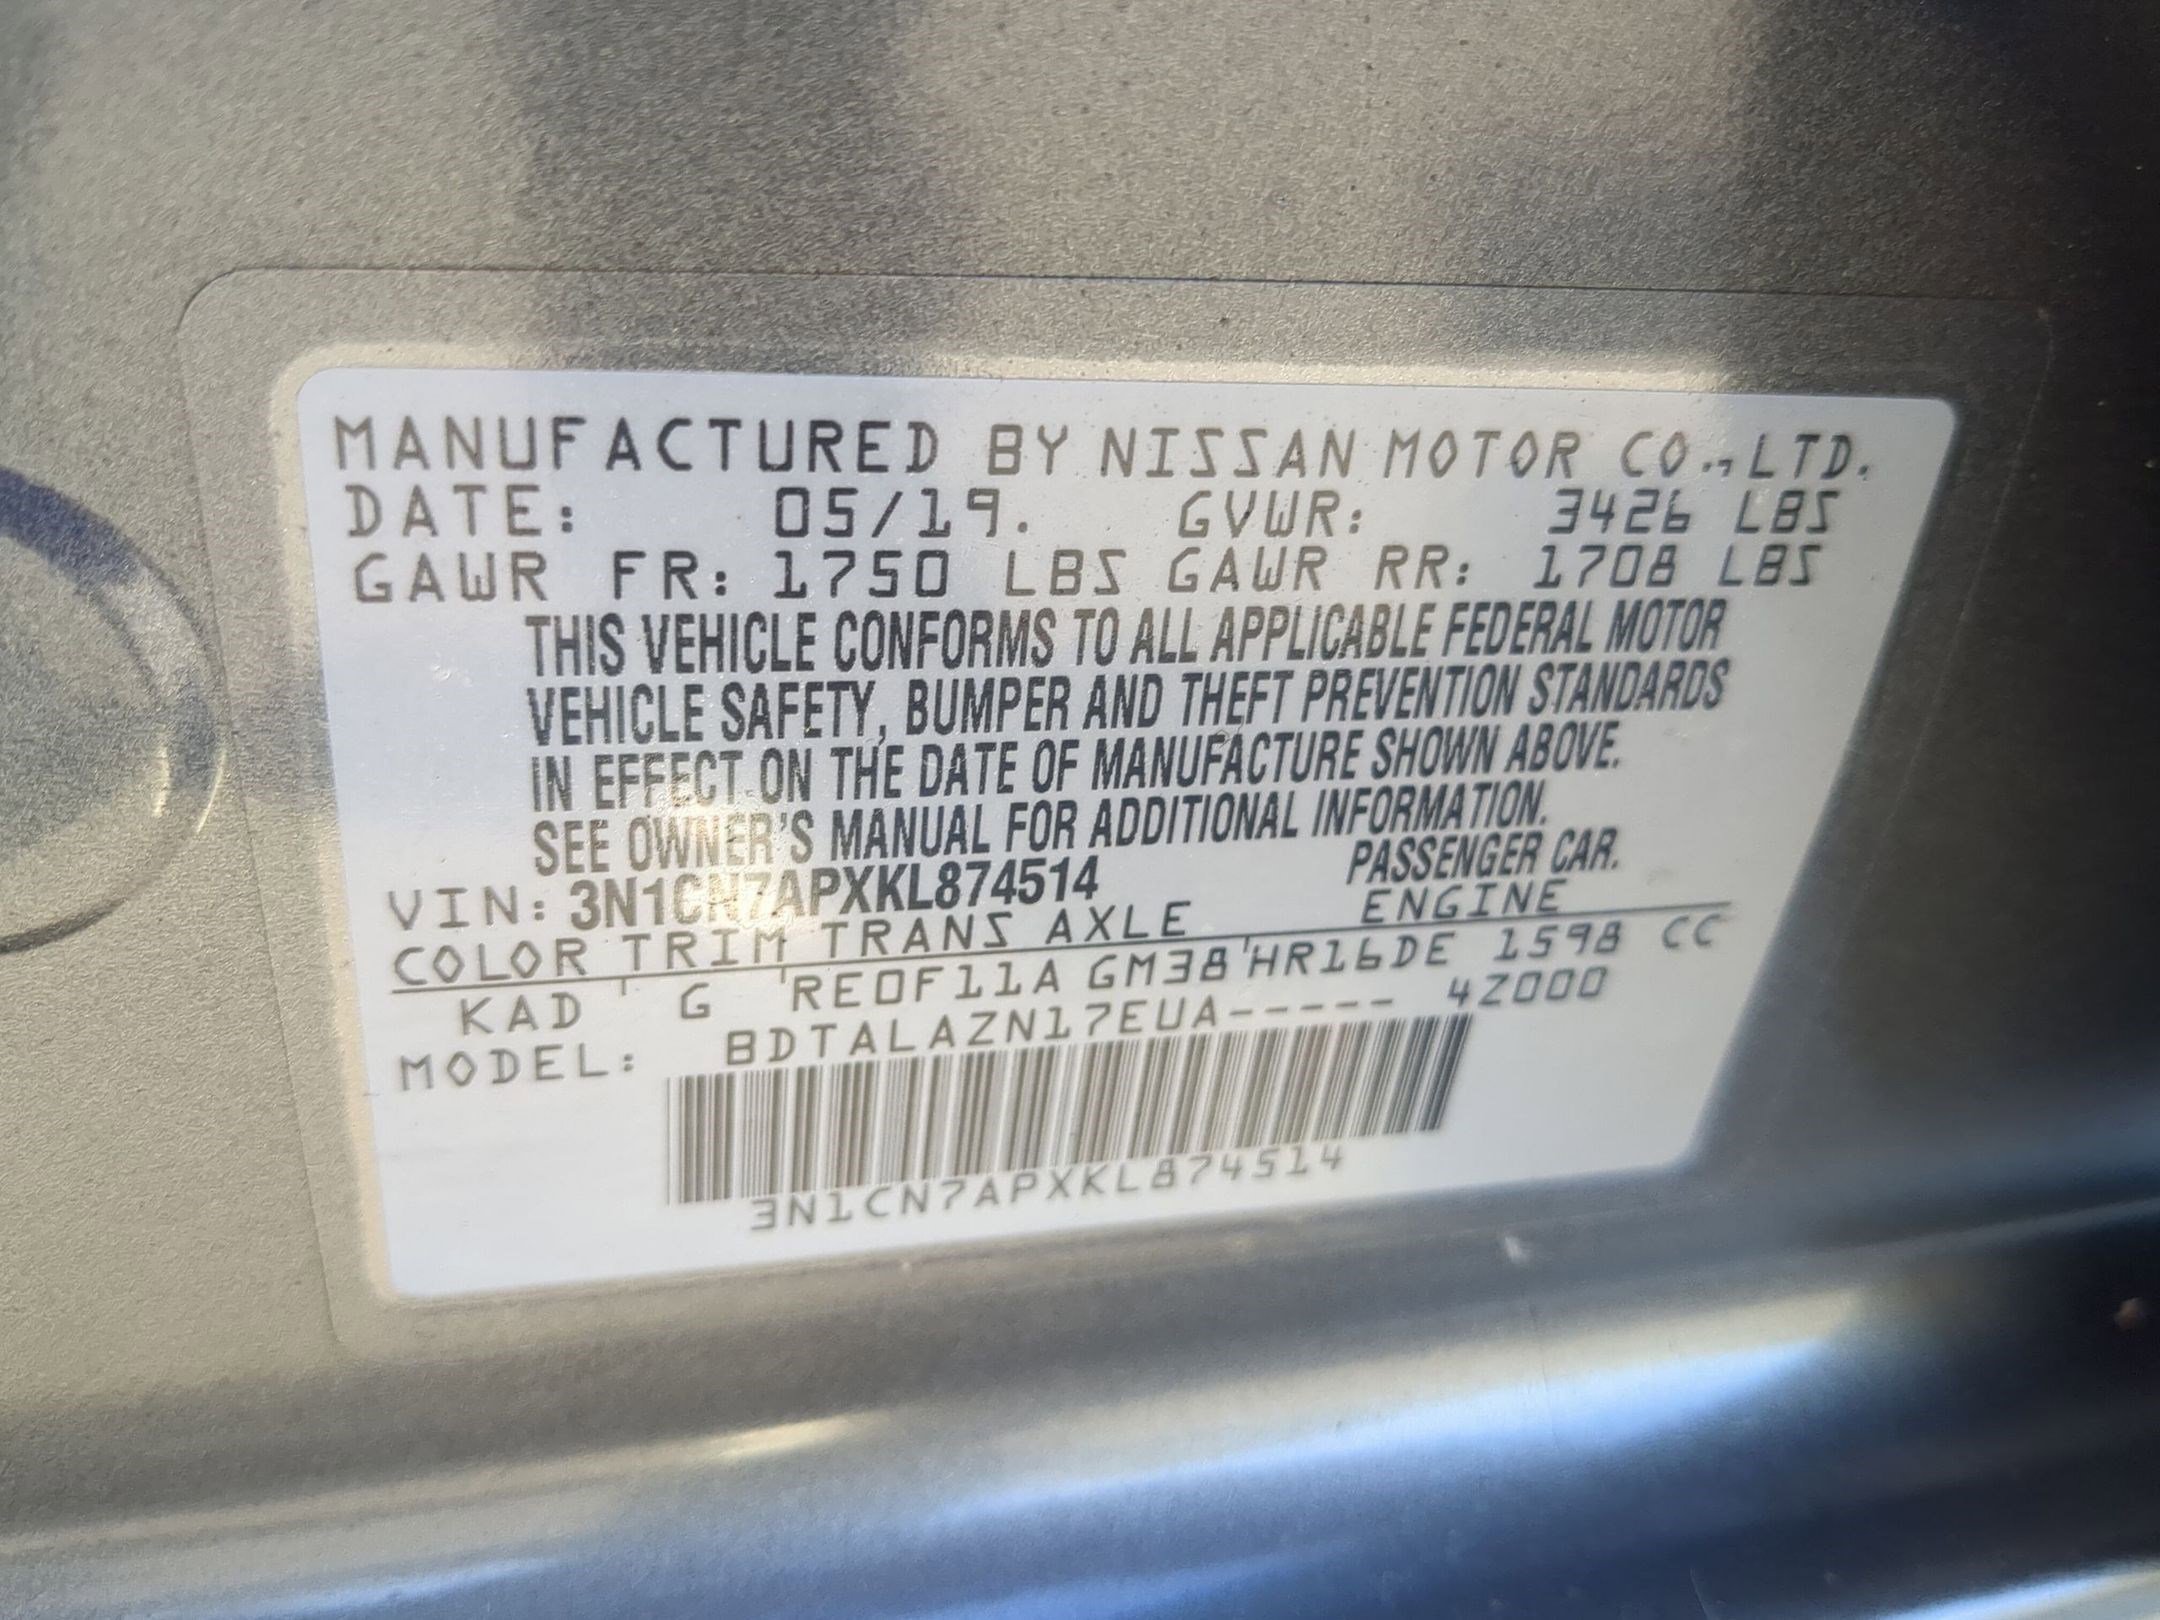 MANUFACTURED BY NISSAN MOTOR CO., LTD.
DATE: 05/19. GVWR: 3426 LBS
GAWR FR: 1750 LBS GAWR RR: 1708 LBS
THIS VEHICLE CONFORMS TO ALL APPLICABLE FEDERAL MOTOR
VEHICLE SAFETY, BUMPER AND THEFT PREVENTION STANDARDS
IN EFFECT ON THE DATE OF MANUFACTURE SHOWN ABOVE.
SEE OWNER'S MANUAL FOR ADDITIONAL INFORMATION.
VIN: 3N1CN7APXKL874514 PASSENGER CAR.
COLOR TRIM TRANS AXLE ENGINE
KAD G RE0F11A GM38 HR16DE 1598 CC
MODEL: BDTALAZN17EUA----- 4Z000
3N1CN7APXKL874514